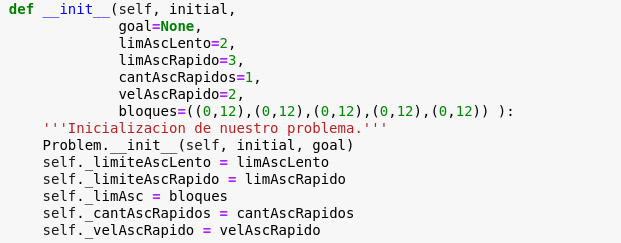 def __init__(self, initial,
             goal=None,
             limAscLento=2,
             limAscRapido=3,
             cantAscRapidos=1,
             velAscRapido=2,
             bloques=((0,12),(0,12),(0,12),(0,12),(0,12)) ):
    '''Inicializacion de nuestro problema.'''
    Problem.__init__(self, initial, goal)
    self._limiteAscLento = limAscLento
    self._limiteAscRapido = limAscRapido
    self._limAsc = bloques
    self._cantAscRapidos = cantAscRapidos
    self._velAscRapido = velAscRapido